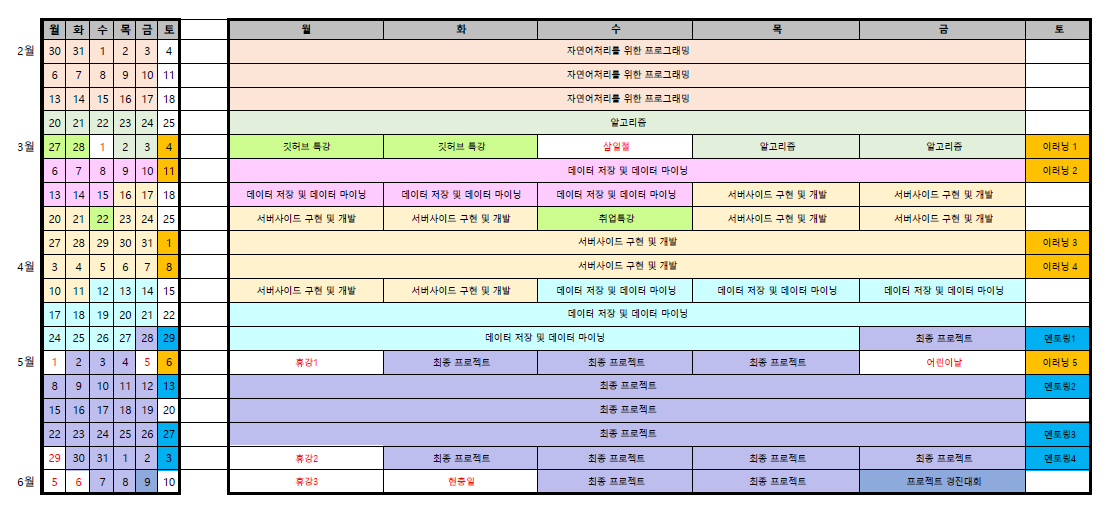 월 화 수 목 금 토 월 화 수 목 금 토
2월 30 31 1 2 3 4 자연어처리를 위한 프로그래밍
6 7 8 9 10 11 자연어처리를 위한 프로그래밍
13 14 15 16 17 18 자연어처리를 위한 프로그래밍
20 21 22 23 24 25 알고리즘
3월 27 28 1 2 3 4 깃허브 특강 깃허브 특강 삼일절 알고리즘 알고리즘 이러닝 1
6 7 8 9 10 11 데이터 저장 및 데이터 마이닝 이러닝 2
13 14 15 16 17 18 데이터 저장 및 데이터 마이닝 데이터 저장 및 데이터 마이닝 데이터 저장 및 데이터 마이닝 서버사이드 구현 및 개발 서버사이드 구현 및 개발
20 21 22 23 24 25 서버사이드 구현 및 개발 서버사이드 구현 및 개발 취업특강 서버사이드 구현 및 개발 서버사이드 구현 및 개발
27 28 29 30 31 1 서버사이드 구현 및 개발 이러닝 3
4월 3 4 5 6 7 8 서버사이드 구현 및 개발 이러닝 4
10 11 12 13 14 15 서버사이드 구현 및 개발 서버사이드 구현 및 개발 데이터 저장 및 데이터 마이닝 데이터 저장 및 데이터 마이닝 데이터 저장 및 데이터 마이닝
17 18 19 20 21 22 데이터 저장 및 데이터 마이닝
24 25 26 27 28 29 데이터 저장 및 데이터 마이닝 최종 프로젝트 멘토링1
5월 1 2 3 4 5 6 휴강1 최종 프로젝트 최종 프로젝트 최종 프로젝트 어린이날 이러닝 5
8 9 10 11 12 13 최종 프로젝트 멘토링2
15 16 17 18 19 20 최종 프로젝트
22 23 24 25 26 27 최종 프로젝트 멘토링3
29 30 31 1 2 3 휴강2 최종 프로젝트 최종 프로젝트 최종 프로젝트 최종 프로젝트 멘토링4
6월 5 6 7 8 9 10 휴강3 현충일 최종 프로젝트 최종 프로젝트 프로젝트 경진대회